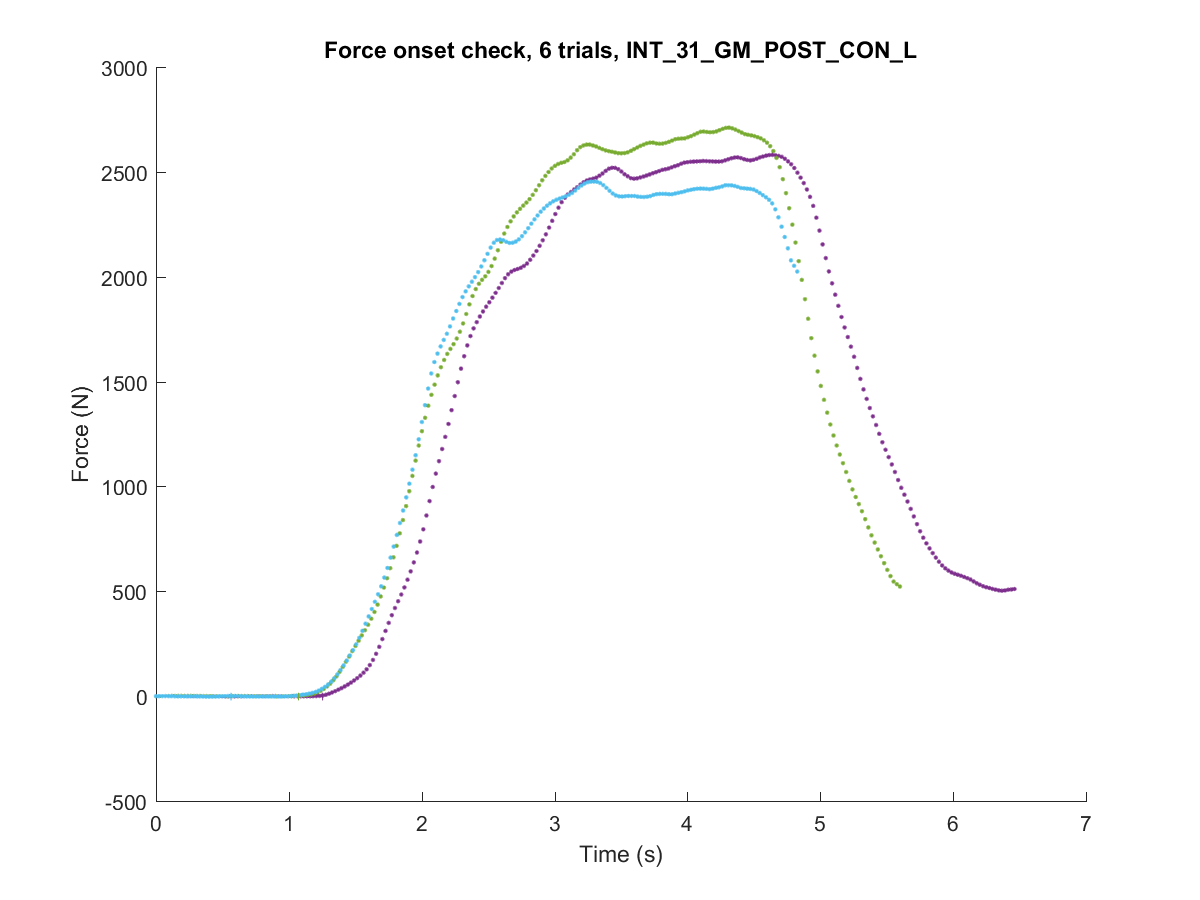 Force onset check, 6 trials, INT_31_GM_POST_CON_L
3000
2500
2000
1500
1000
500
0
-500
Force (N)
0 1 2 3 4 5 6 7
Time (s)